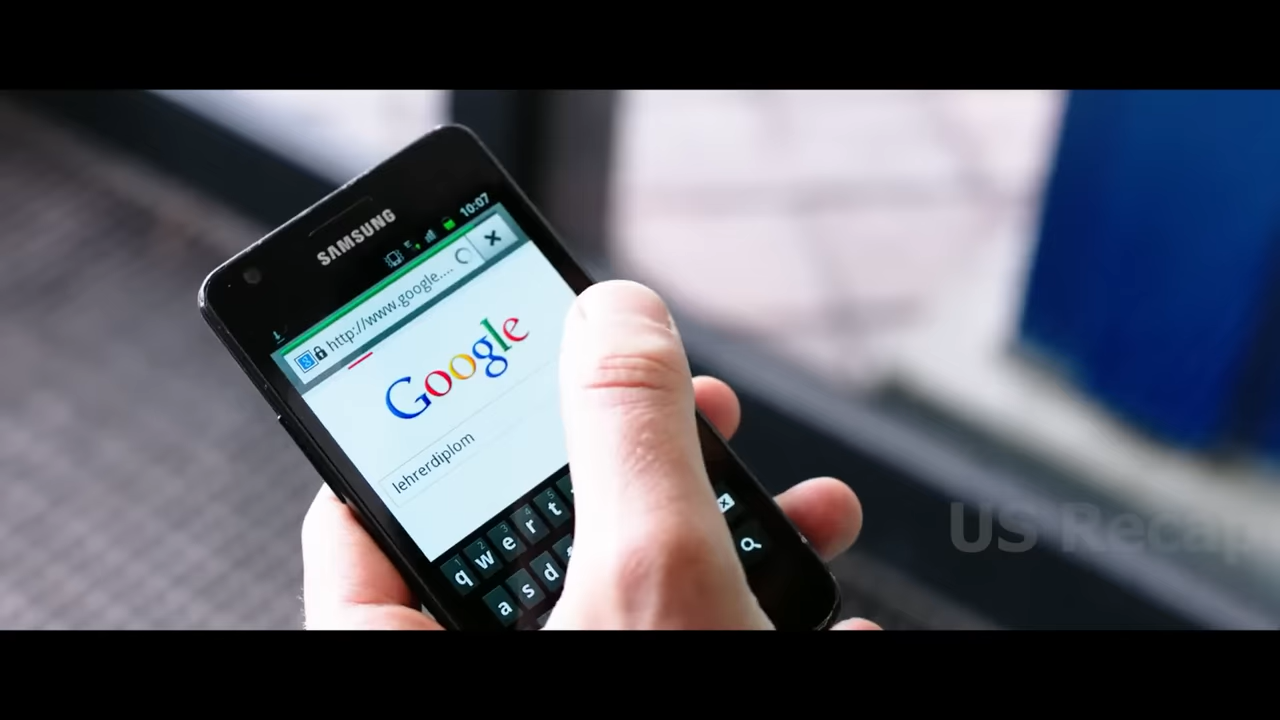 10:07
SAMSUNG
http://www.google....
Google
lehrerdiplom
q w e r t
a s d
US Recap